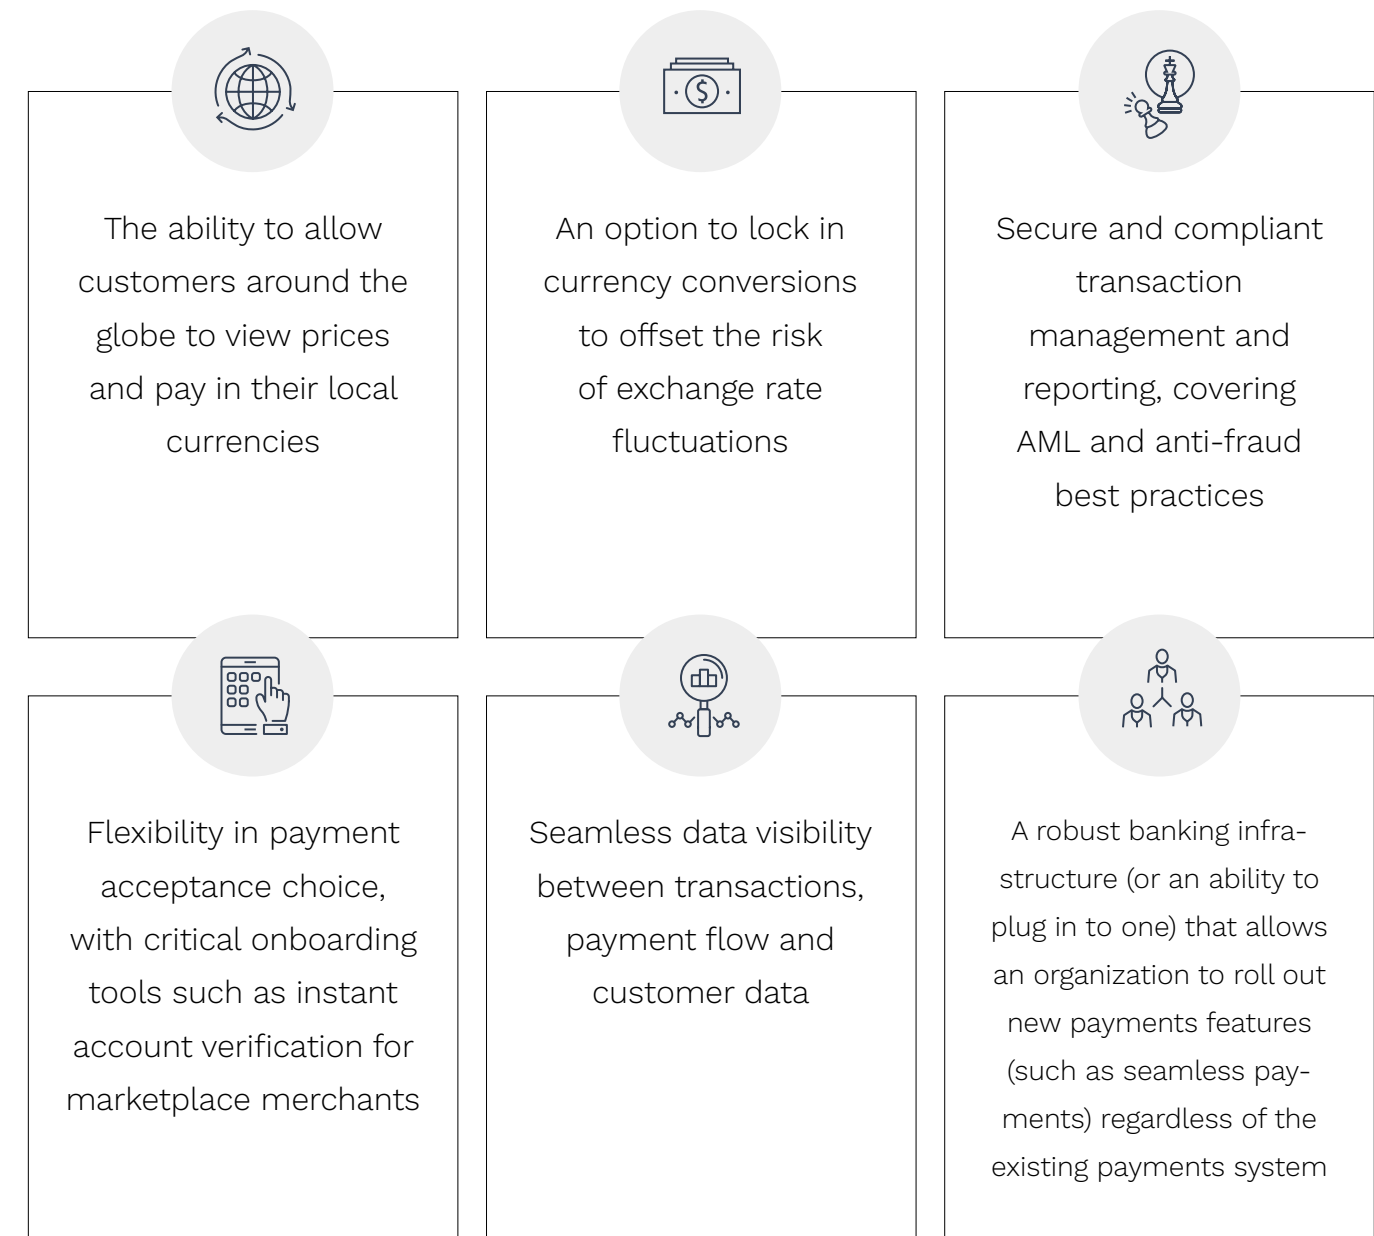 The ability to allow
customers around the
globe to view prices
and pay in their local
currencies
An option to lock in
currency conversions
to offset the risk
of exchange rate
fluctuations
Secure and compliant
transaction
management and
reporting, covering
AML and anti-fraud
best practices
Flexibility in payment
acceptance choice,
with critical onboarding
tools such as instant
account verification for
marketplace merchants
Seamless data visibility
between transactions,
payment flow and
customer data
A robust banking infra-
structure (or an ability to
plug in to one) that allows
an organization to roll out
new payments features
(such as seamless pay-
ments) regardless of the
existing payments system